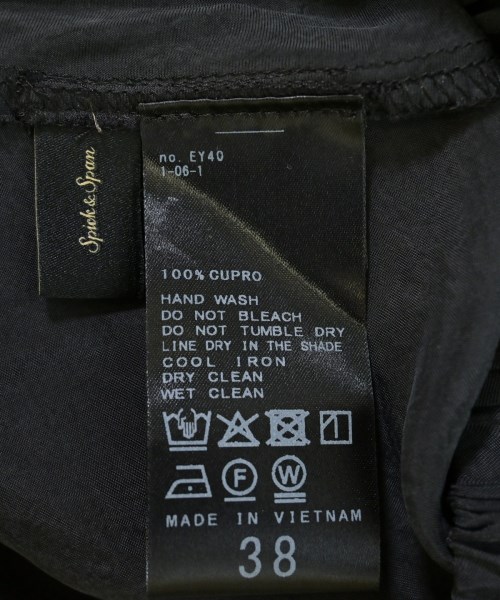 Spick & Span
no. EY40
1-06-1
100% CUPRO
HAND WASH
DO NOT BLEACH
DO NOT TUMBLE DRY
LINE DRY IN THE SHADE
COOL IRON
DRY CLEAN
WET CLEAN
F W
MADE IN VIETNAM
38